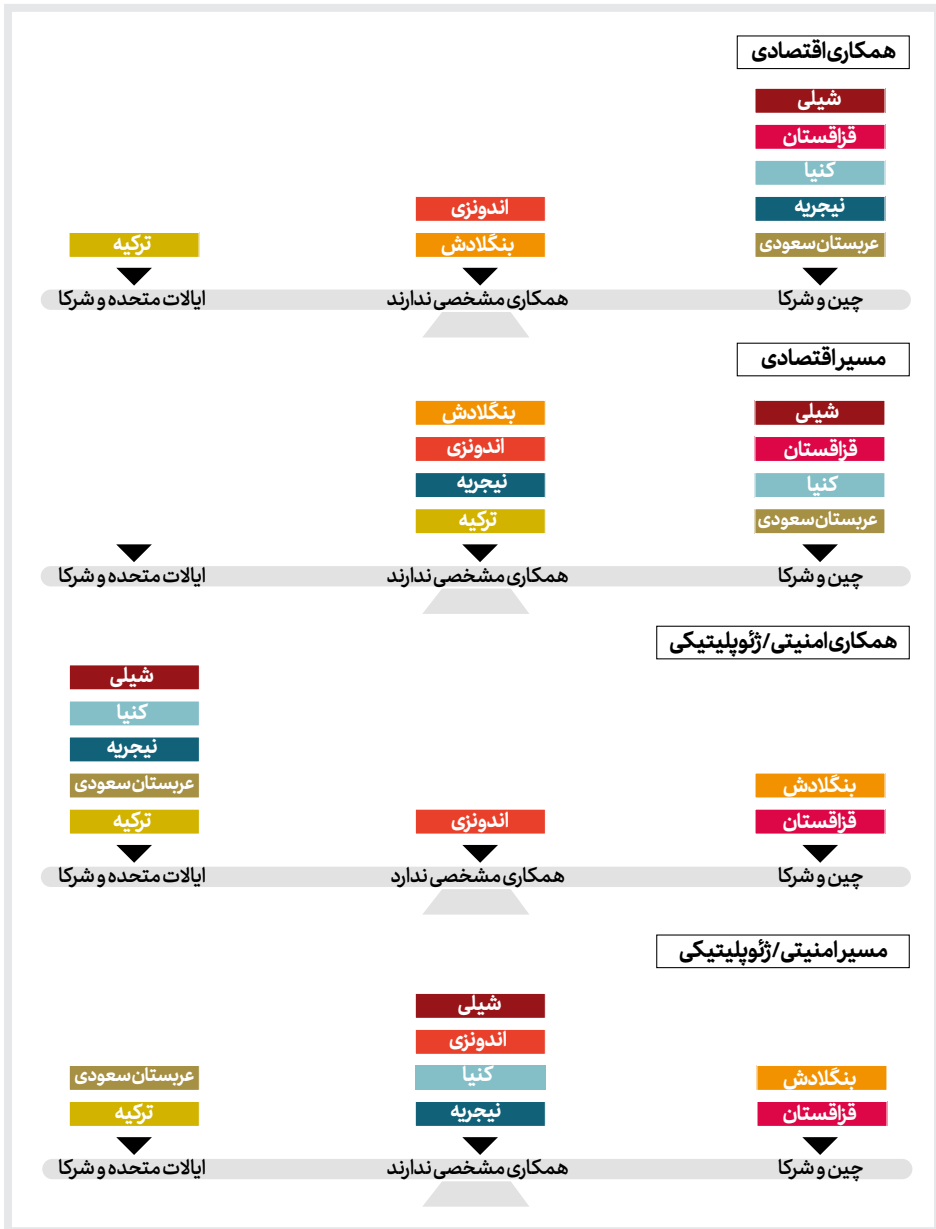 همکاری اقتصادی
شیلی
قزاقستان
کنیا
نیجریه
عربستان سعودی
اندونزی
بنگلادش
ترکیه
چین و شرکا
همکاری مشخصی ندارند
ایالات متحده و شرکا
مسیر اقتصادی
شیلی
قزاقستان
کنیا
عربستان سعودی
بنگلادش
اندونزی
نیجریه
ترکیه
چین و شرکا
همکاری مشخصی ندارند
ایالات متحده و شرکا
همکاری امنیتی/ژئوپلیتیکی
بنگلادش
قزاقستان
اندونزی
شیلی
کنیا
نیجریه
عربستان سعودی
ترکیه
چین و شرکا
همکاری مشخصی ندارد
ایالات متحده و شرکا
مسیر امنیتی/ژئوپلیتیکی
بنگلادش
قزاقستان
شیلی
اندونزی
کنیا
نیجریه
عربستان سعودی
ترکیه
چین و شرکا
همکاری مشخصی ندارند
ایالات متحده و شرکا